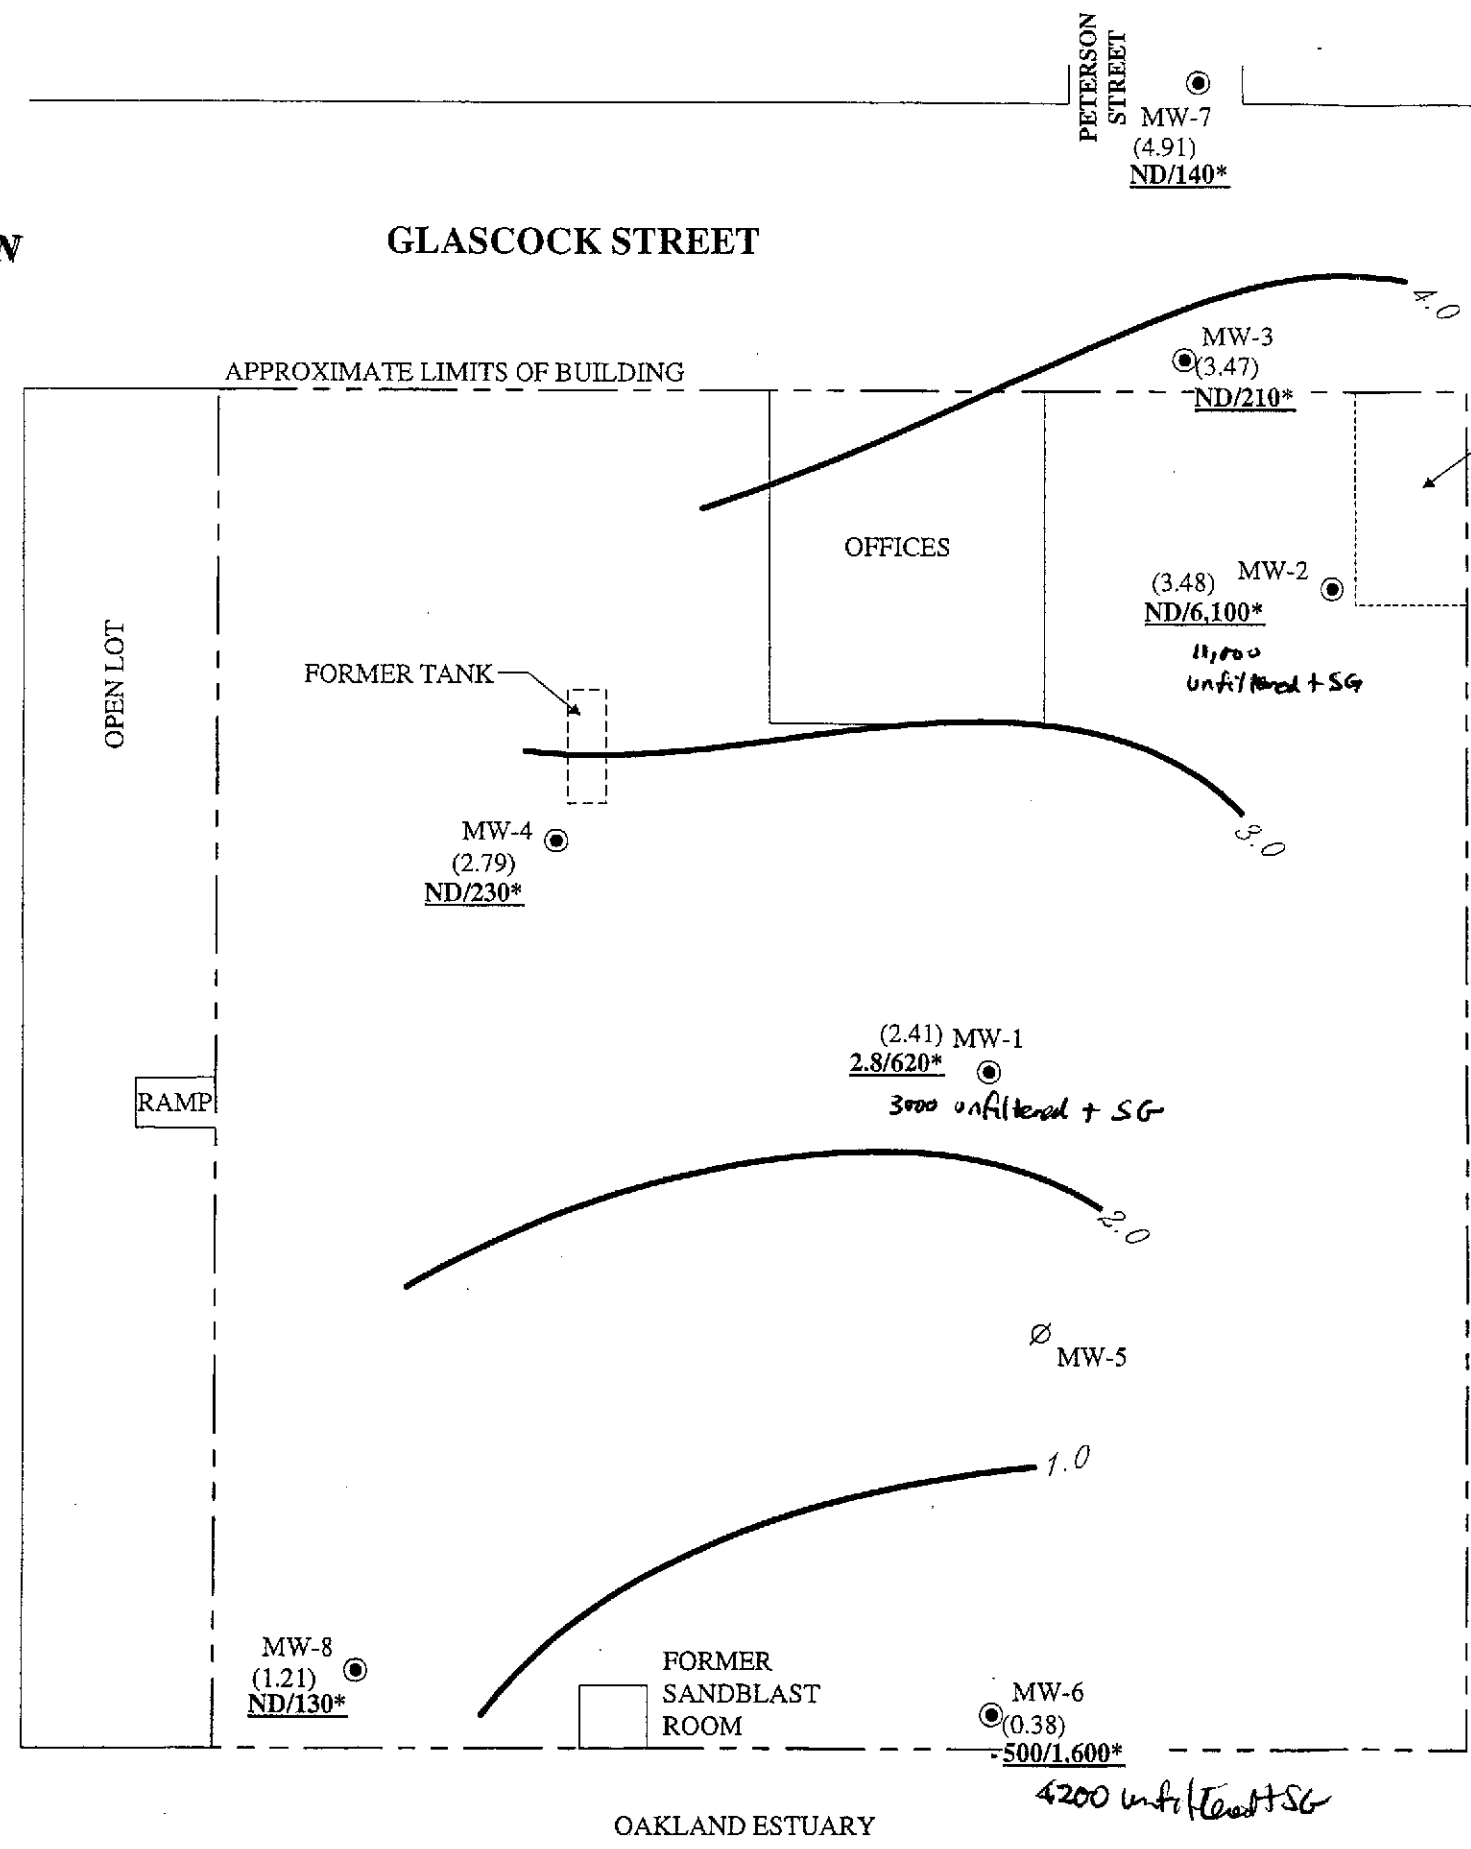 PETERSON
STREET
MW-7
(4.91)
ND/140*
N
GLASCOCK STREET
4.0
MW-3
(3.47)
ND/210*
APPROXIMATE LIMITS OF BUILDING
OFFICES
(3.48) MW-2
ND/6,100*
11,000
unfiltered + SG
OPEN LOT
FORMER TANK
3.0
MW-4
(2.79)
ND/230*
(2.41) MW-1
2.8/620*
3000 unfiltered + SG
RAMP
2.0
MW-5
1.0
MW-8
(1.21)
ND/130*
FORMER
SANDBLAST
ROOM
MW-6
(0.38)
500/1,600*
4200 unfiltered + SG
OAKLAND ESTUARY